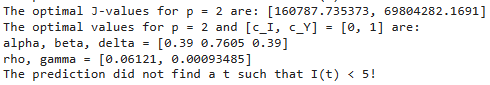 The optimal J-values for p = 2 are: [160787.735373, 69804282.1691]
The optimal values for p = 2 and [c_I, c_Y] = [0, 1] are:
alpha, beta, delta = [0.39 0.7605 0.39]
rho, gamma = [0.06121, 0.00093485]
The prediction did not find a t such that I(t) < 5!